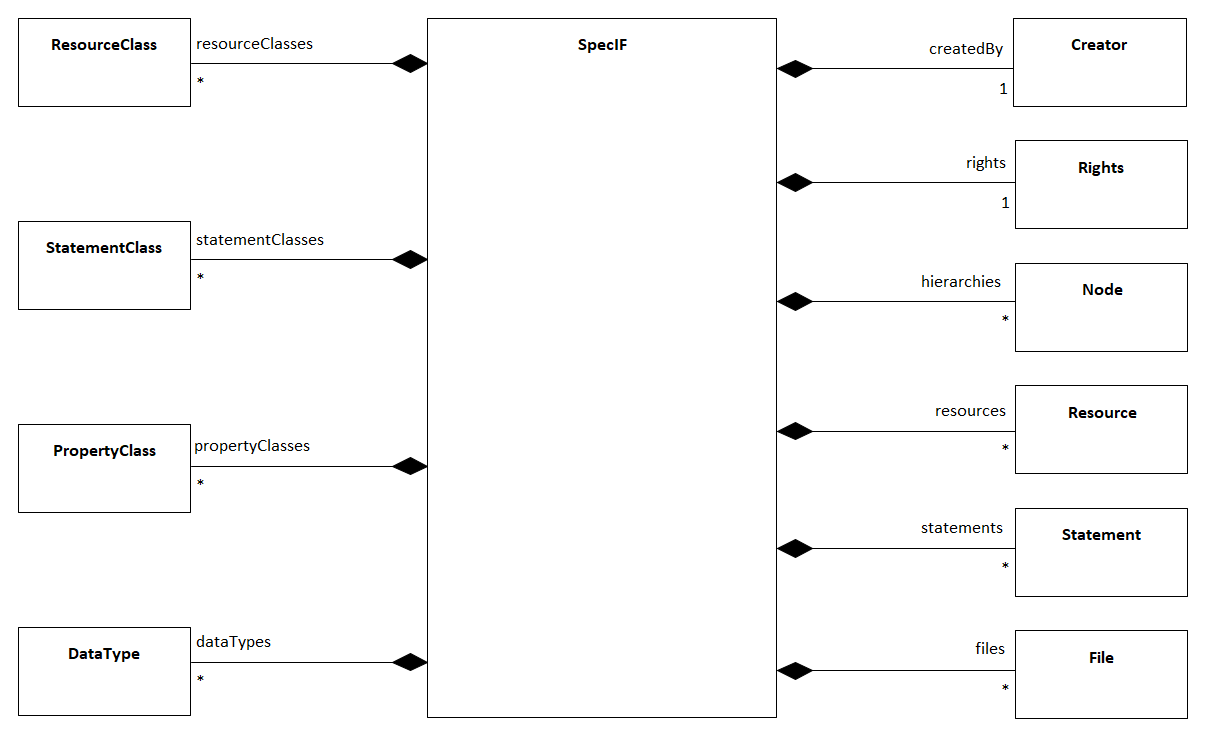 ResourceClass
resourceClasses
*
SpecIF
createdBy
1
Creator
rights
1
Rights
StatementClass
statementClasses
*
hierarchies
*
Node
resources
*
Resource
PropertyClass
propertyClasses
*
statements
*
Statement
DataType
dataTypes
*
files
*
File